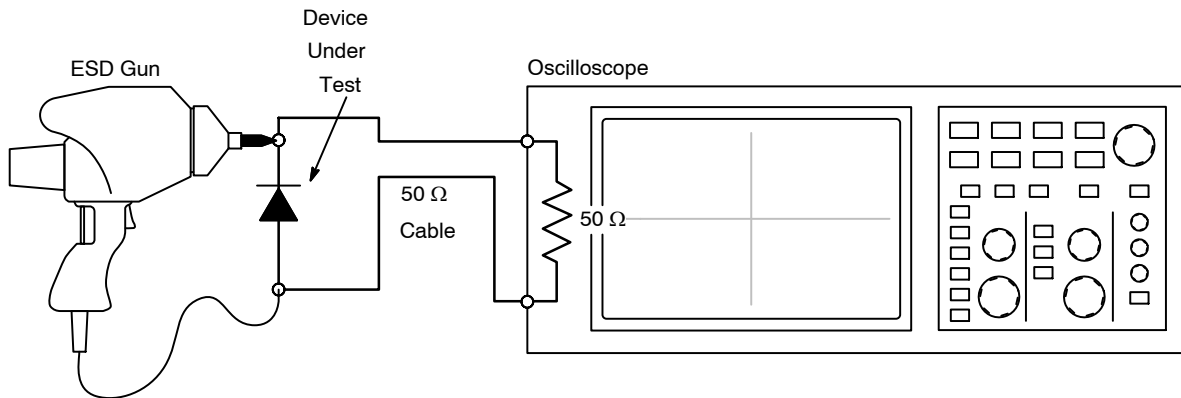 Device
Under
Test
ESD Gun
Oscilloscope
50 Ω
Cable
50 Ω